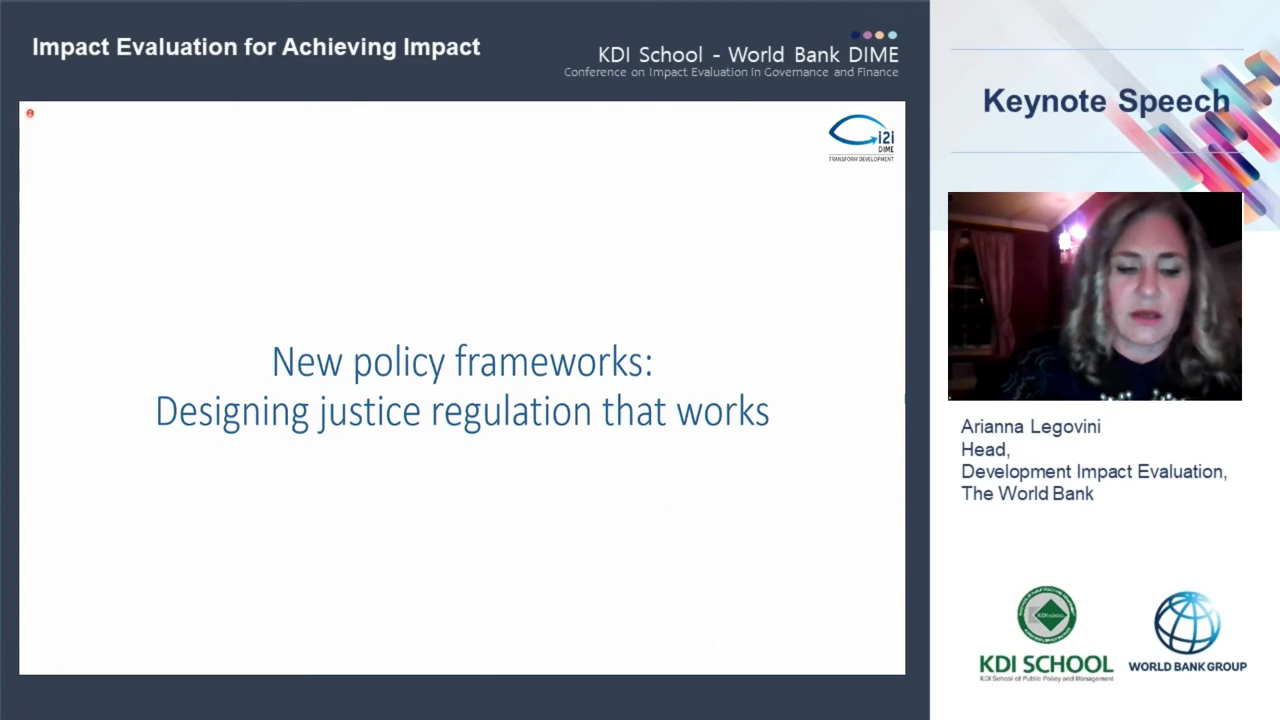 Impact Evaluation for Achieving Impact
KDI School - World Bank DIME
Conference on Impact Evaluation in Governance and Finance
i2i
DIME
TRANSFORM DEVELOPMENT
New policy frameworks:
Designing justice regulation that works
Keynote Speech
Arianna Legovini
Head,
Development Impact Evaluation,
The World Bank
KDI SCHOOL
KDI School of Public Policy and Management
WORLD BANK GROUP